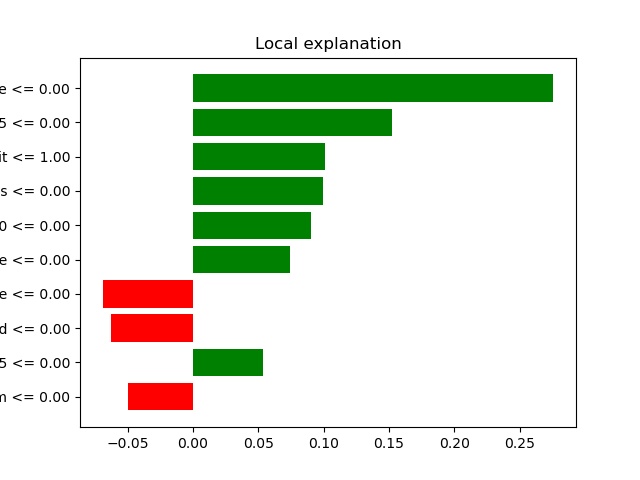 Local explanation
e <= 0.00
5 <= 0.00
it <= 1.00
s <= 0.00
0 <= 0.00
e <= 0.00
e <= 0.00
d <= 0.00
5 <= 0.00
m <= 0.00
−0.05 0.00 0.05 0.10 0.15 0.20 0.25